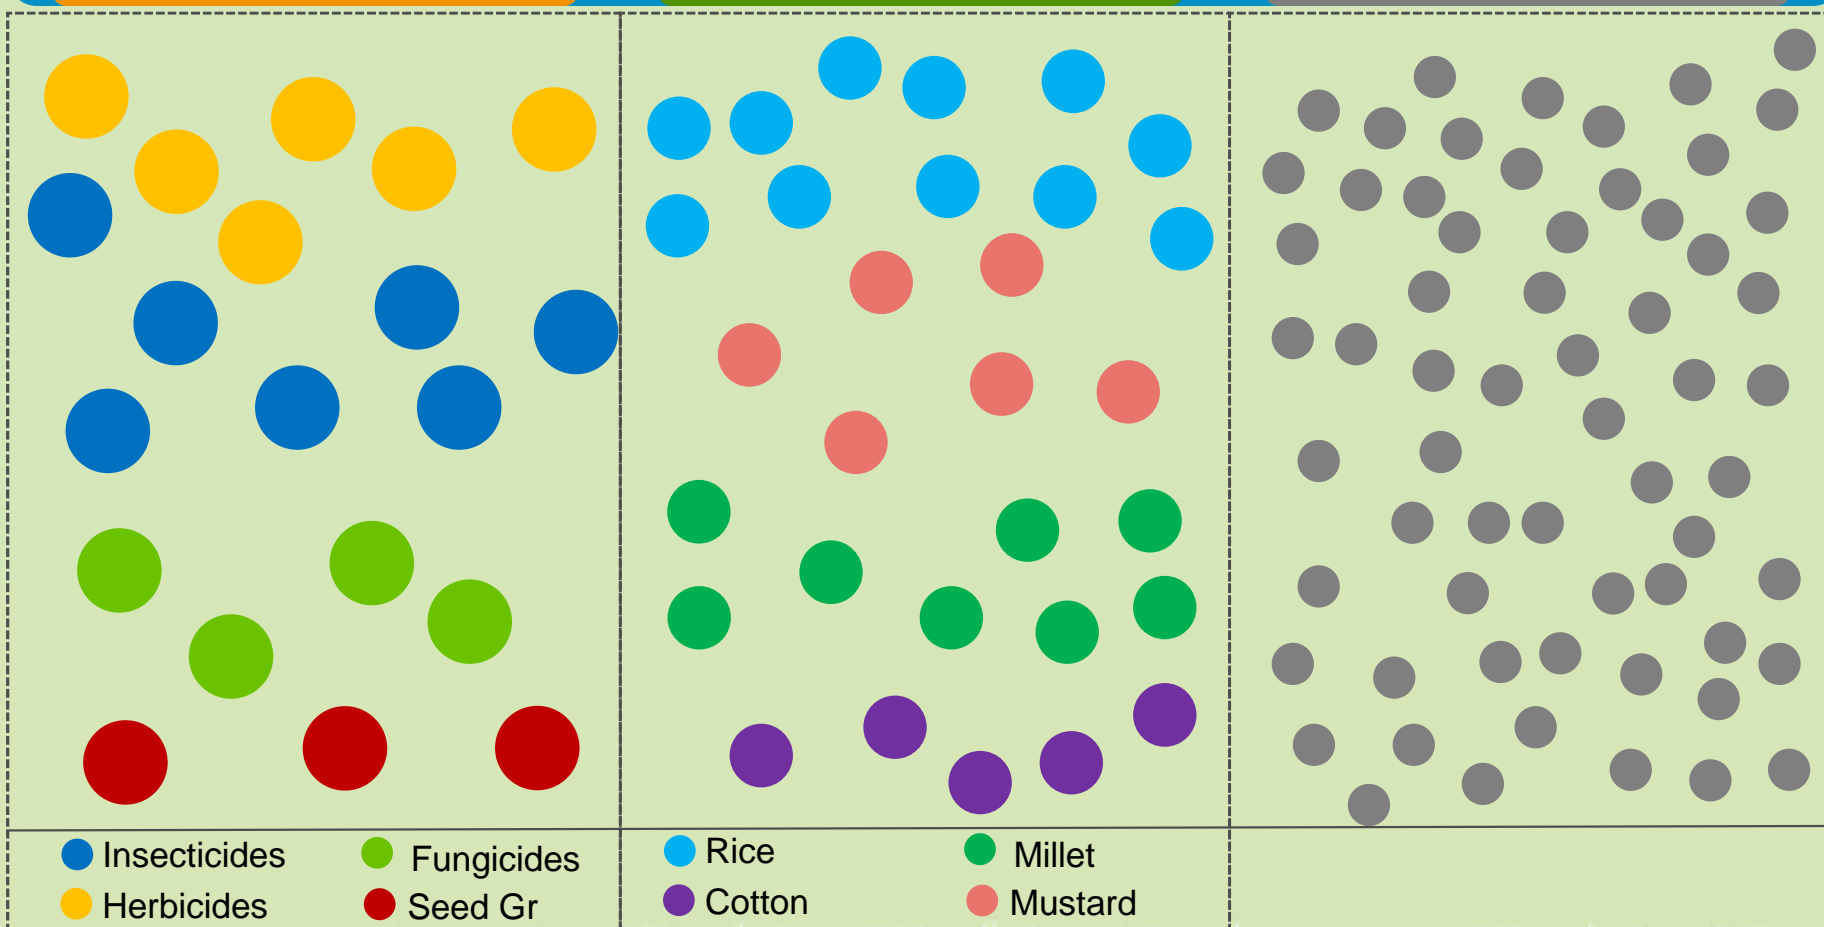 Insecticides
Fungicides
Rice
Millet
Herbicides
Seed Gr
Cotton
Mustard